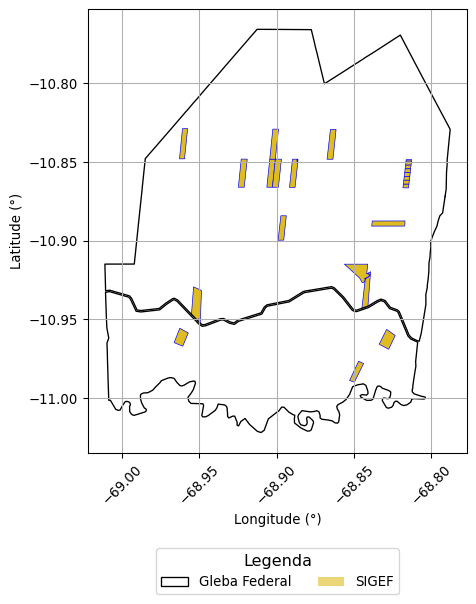 Latitude (°)
−10.80
−10.85
−10.90
−10.95
−11.00
−69.00
−68.95
−68.90
−68.85
−68.80
Longitude (°)
Legenda
Gleba Federal
SIGEF